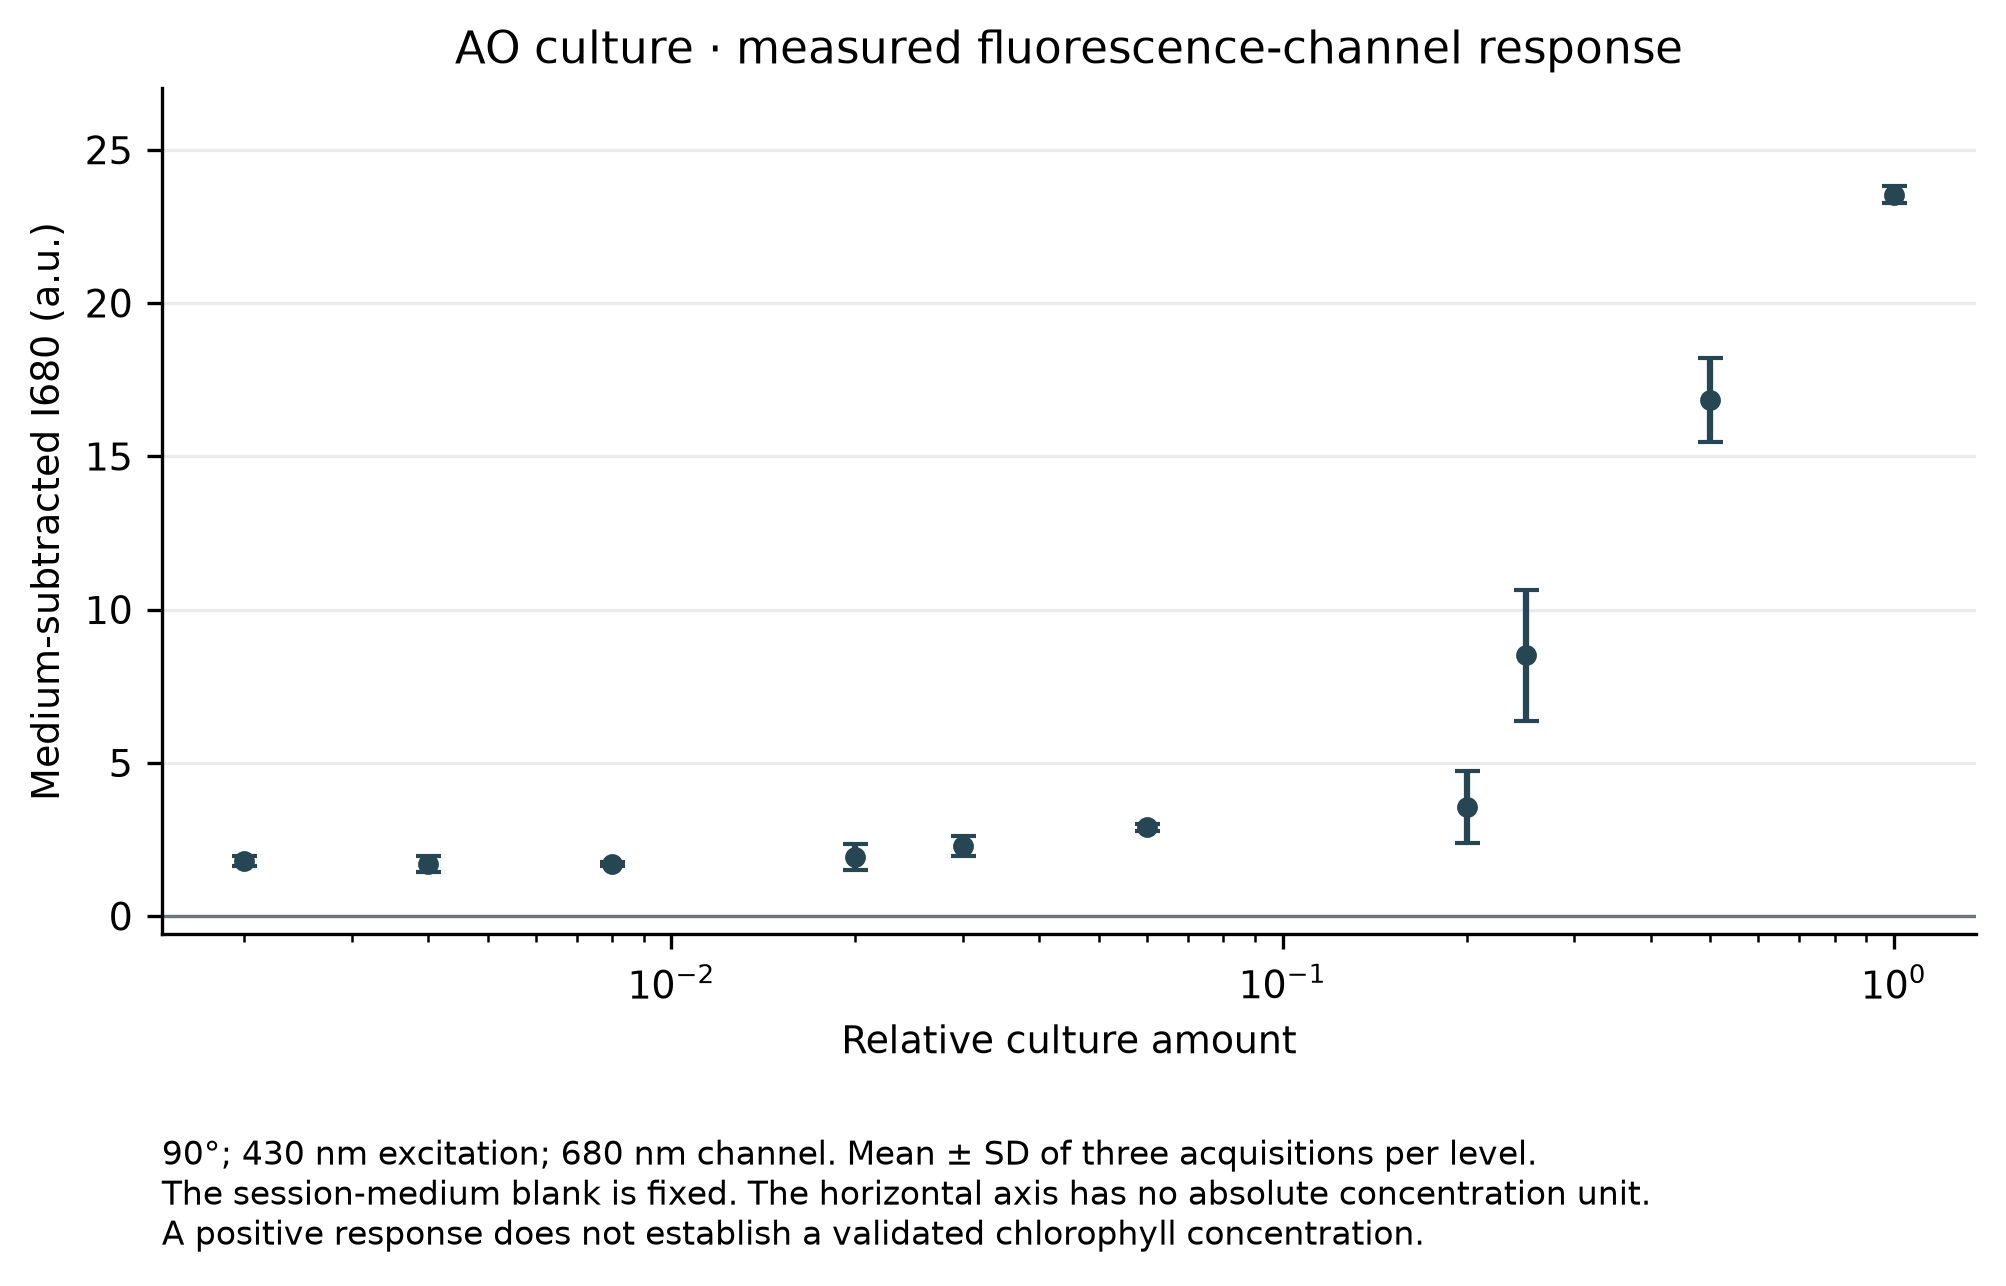 AO culture · measured fluorescence-channel response
Medium-subtracted I680 (a.u.)
25
20
15
10
5
0
10⁻²
10⁻¹
10⁰
Relative culture amount
90°; 430 nm excitation; 680 nm channel. Mean ± SD of three acquisitions per level.
The session-medium blank is fixed. The horizontal axis has no absolute concentration unit.
A positive response does not establish a validated chlorophyll concentration.